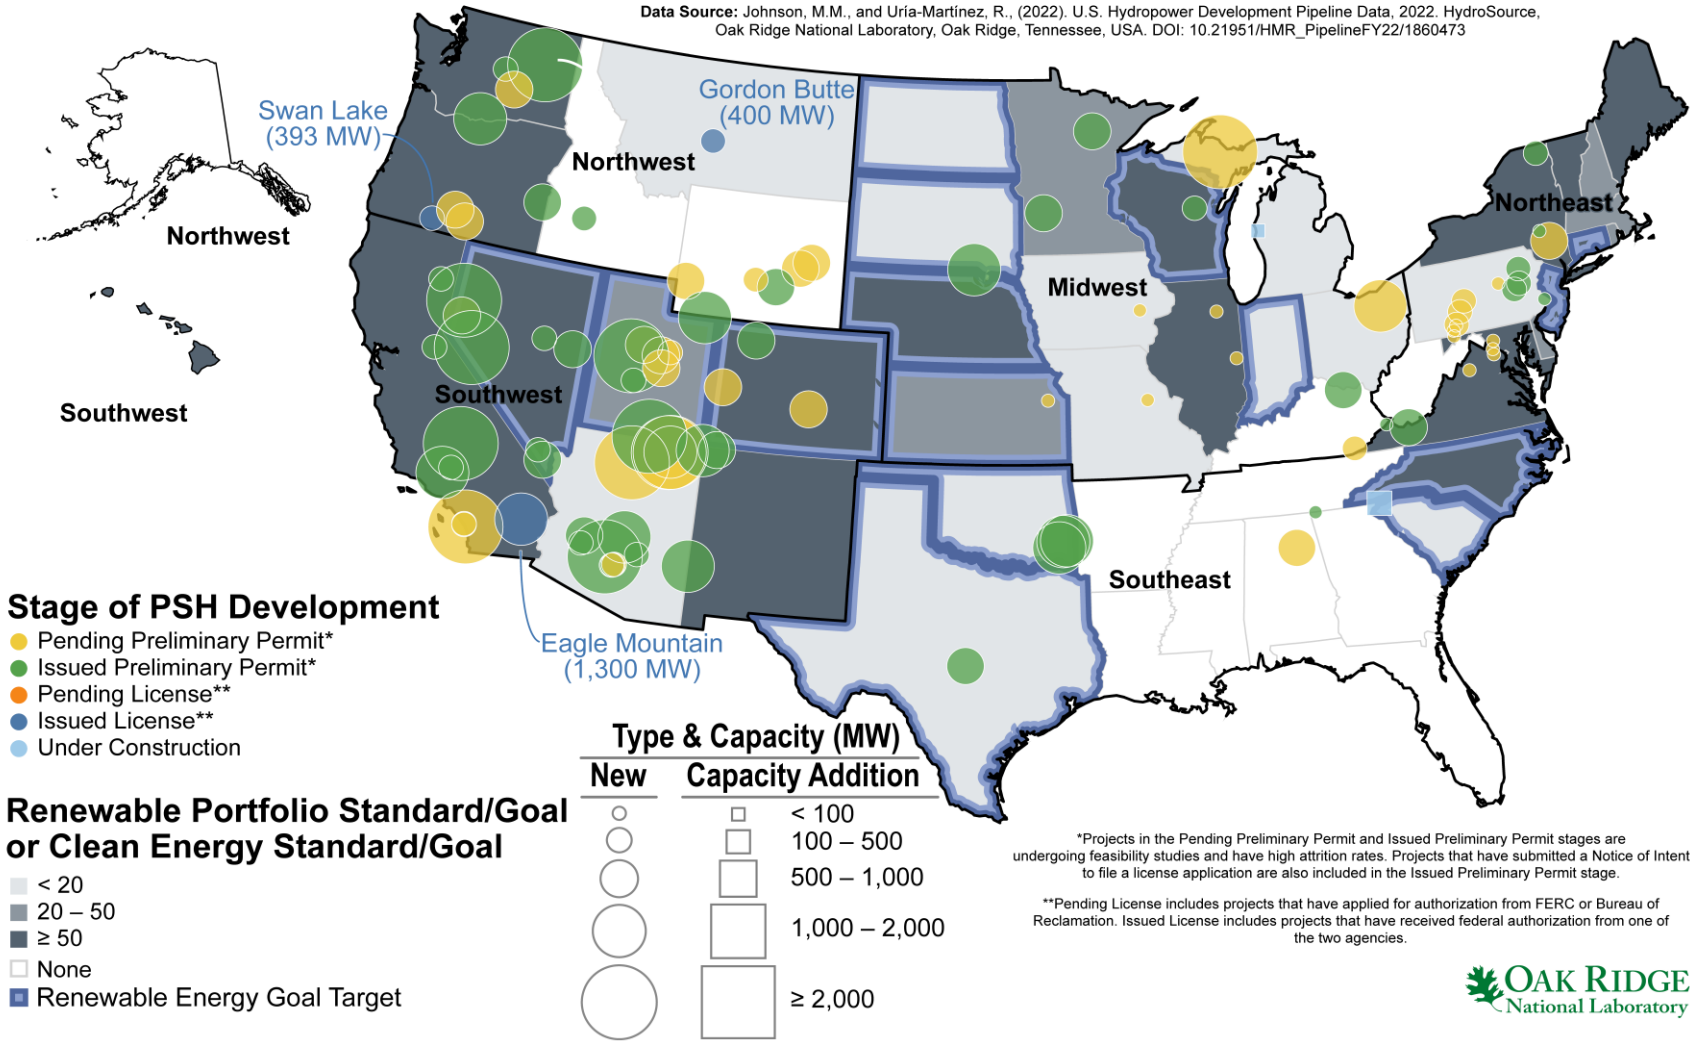 Data Source: Johnson, M.M., and Uría-Martínez, R., (2022). U.S. Hydropower Development Pipeline Data, 2022. HydroSource,
Oak Ridge National Laboratory, Oak Ridge, Tennessee, USA. DOI: 10.21951/HMR_PipelineFY22/1860473
Swan Lake
(393 MW)
Gordon Butte
(400 MW)
Northwest
Northwest
Northeast
Midwest
Southwest
Southwest
Southeast
Eagle Mountain
(1,300 MW)
Stage of PSH Development
Pending Preliminary Permit*
Issued Preliminary Permit*
Pending License**
Issued License**
Under Construction
Renewable Portfolio Standard/Goal
or Clean Energy Standard/Goal
< 20
20 – 50
≥ 50
None
Renewable Energy Goal Target
Type & Capacity (MW)
New Capacity Addition
< 100
100 – 500
500 – 1,000
1,000 – 2,000
≥ 2,000
*Projects in the Pending Preliminary Permit and Issued Preliminary Permit stages are
undergoing feasibility studies and have high attrition rates. Projects that have submitted a Notice of Intent
to file a license application are also included in the Issued Preliminary Permit stage.
**Pending License includes projects that have applied for authorization from FERC or Bureau of
Reclamation. Issued License includes projects that have received federal authorization from one of
the two agencies.
OAK RIDGE
National Laboratory